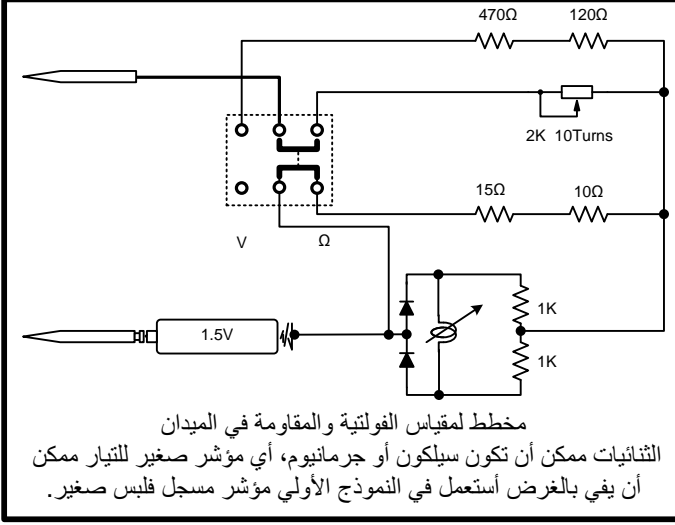 470Ω 120Ω
2K 10Turns
15Ω 10Ω
V Ω
1K
1.5V
1K
مخطط لمقياس الفولتية والمقاومة في الميدان
الثنائيات ممكن أن تكون سيلكون أو جرمانيوم، أي مؤشر صغير للتيار ممكن
أن يفي بالغرض أستعمل في النموذج الأولي مؤشر مسجل فلبس صغير.